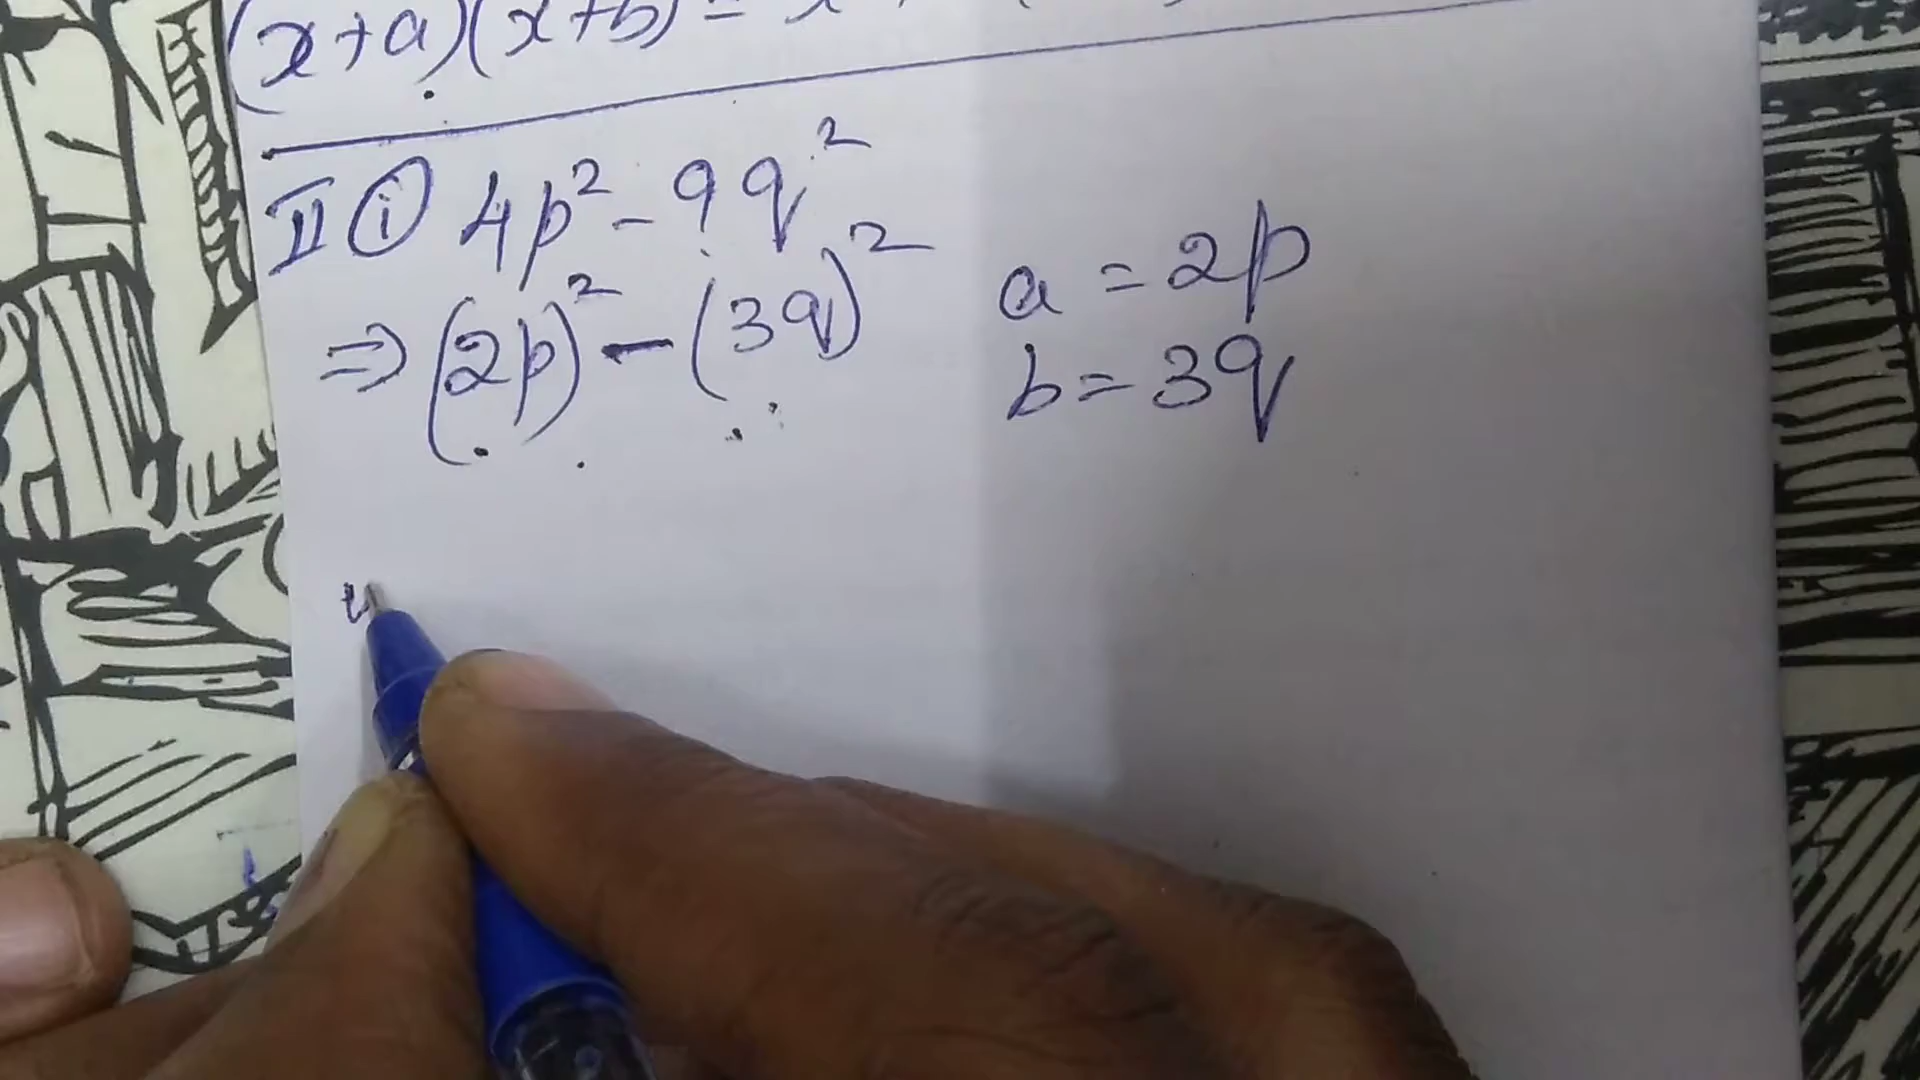 (x+a)(x+b) = x
II (i) 4p² - 9q²
⇒ (2p)² - (3q)²
a = 2p
b = 3q